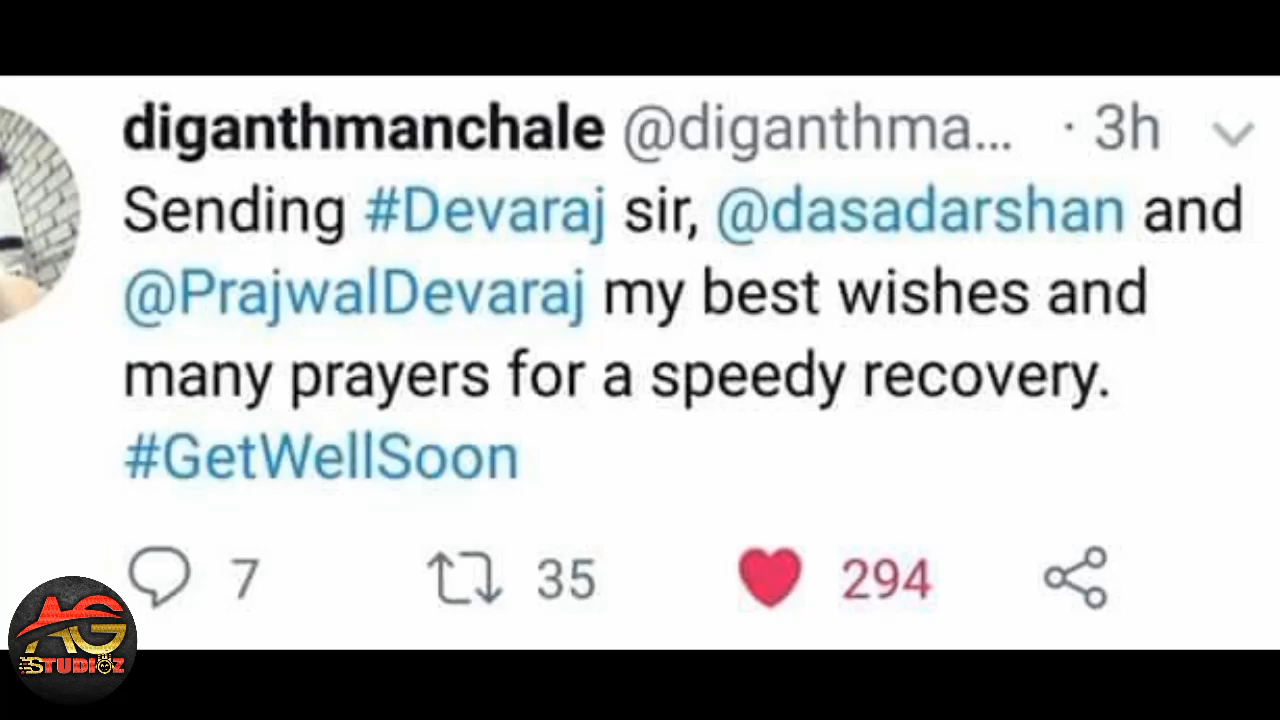 diganthmanchale @diganthma... · 3h
Sending #Devaraj sir, @dasadarshan and
@PrajwalDevaraj my best wishes and
many prayers for a speedy recovery.
#GetWellSoon
7 35 294
AG
STUDIOZ